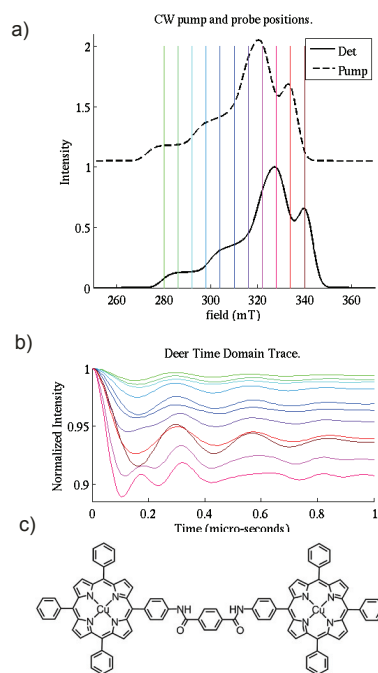 a)
CW pump and probe positions.
Det
Pump
2
1.5
1
0.5
0
Intensity
260
280
300
320
340
360
field (mT)
b)
Deer Time Domain Trace.
1
0.95
0.9
Normalized Intensity
0
0.2
0.4
0.6
0.8
1
Time (micro-seconds)
c)
NH
O
O
HN
N
N
Cu
N
N
N
N
Cu
N
N